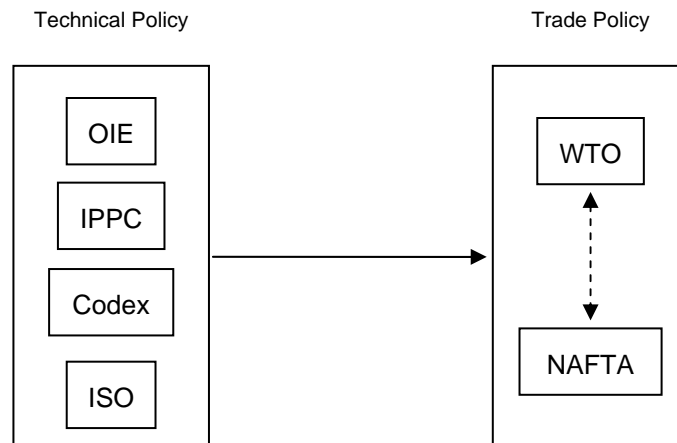 Technical Policy
Trade Policy
OIE
IPPC
Codex
ISO
WTO
NAFTA